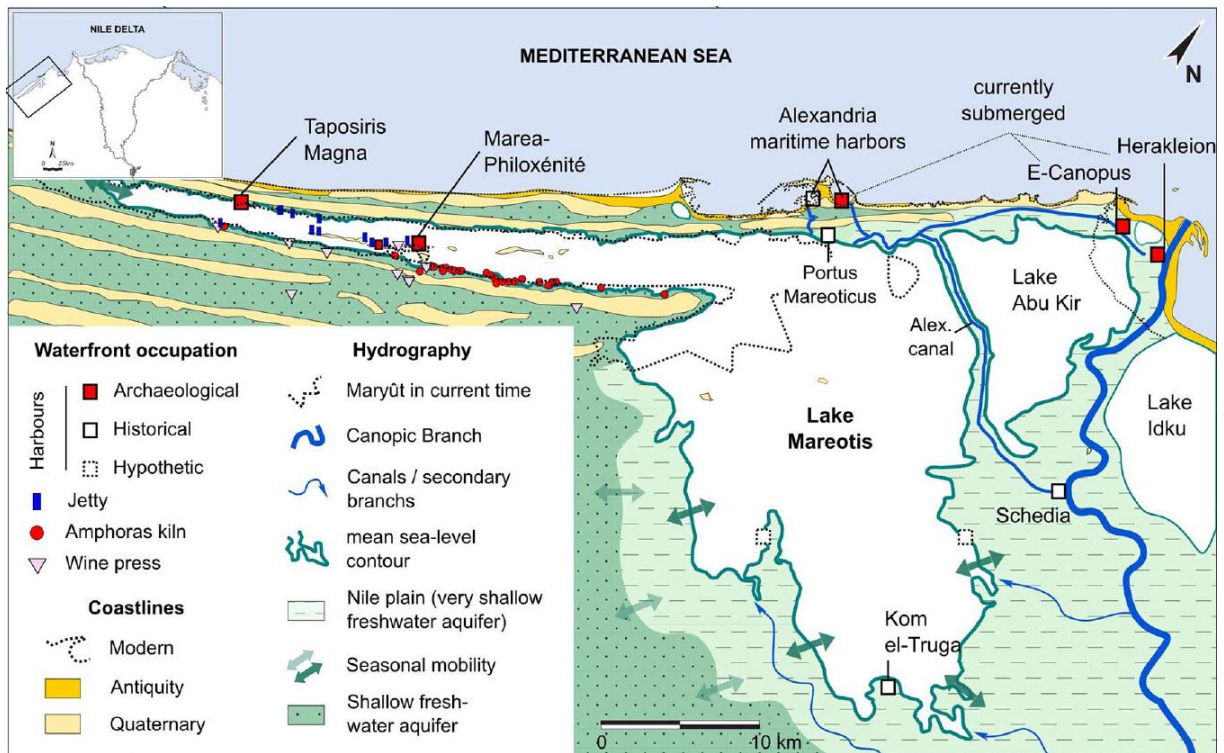 NILE DELTA
N
0 25km
MEDITERRANEAN SEA
N
currently
submerged
Taposiris
Magna
Marea-
Philoxénité
Alexandria
maritime harbors
Herakleion
E-Canopus
Portus
Mareoticus
Lake
Abu Kir
Alex.
canal
Lake
Mareotis
Lake
Idku
Schedia
Kom
el-Truga
0 10 km
Waterfront occupation
Harbours
Archaeological
Historical
Hypothetic
Jetty
Amphoras kiln
Wine press
Coastlines
Modern
Antiquity
Quaternary
Hydrography
Maryût in current time
Canopic Branch
Canals / secondary
branchs
mean sea-level
contour
Nile plain (very shallow
freshwater aquifer)
Seasonal mobility
Shallow fresh-
water aquifer